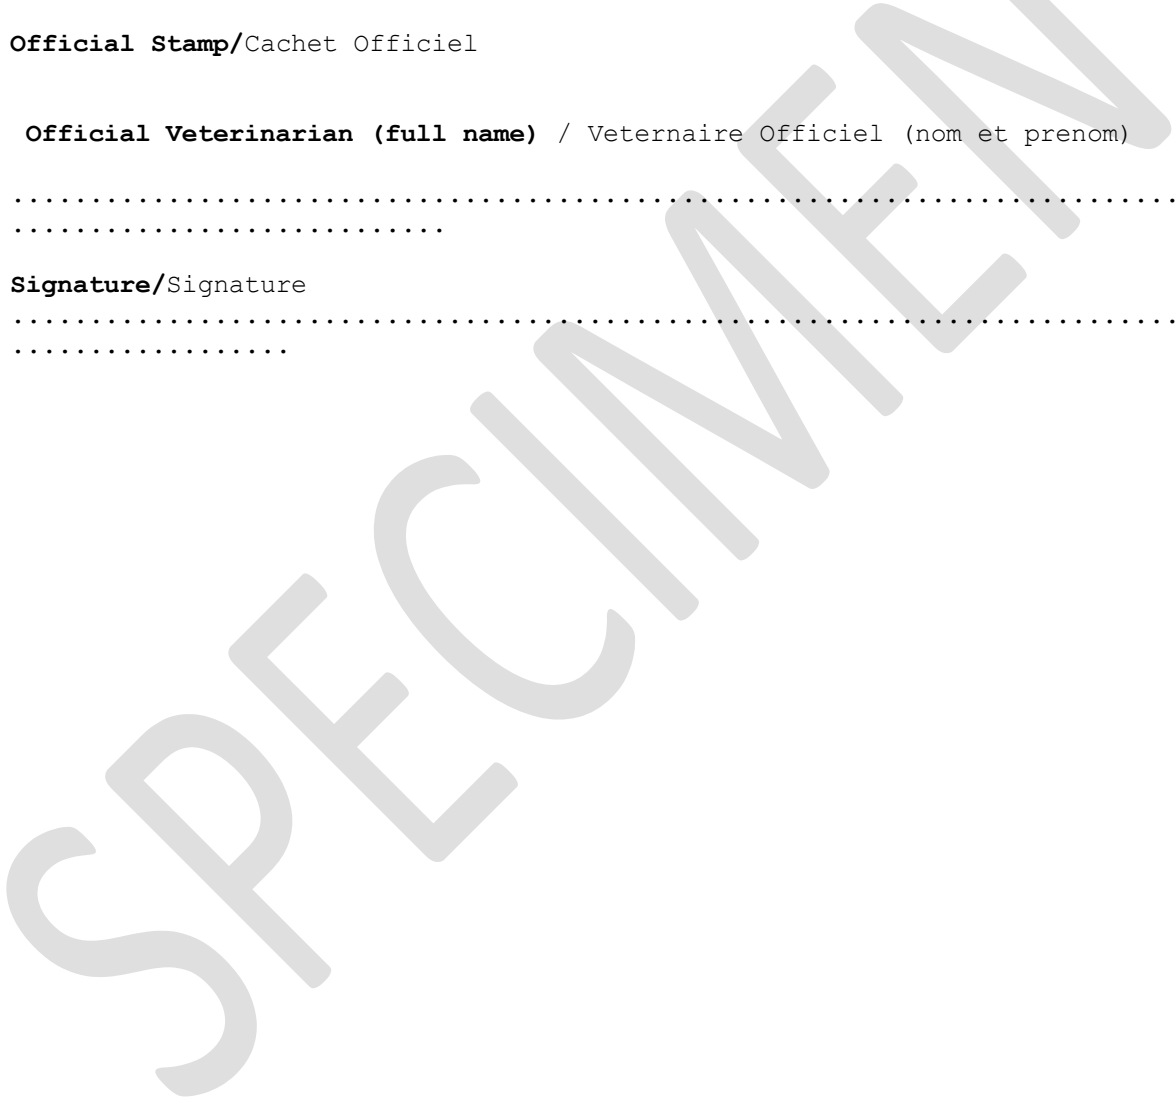 Official Stamp/Cachet Officiel
Official Veterinarian (full name) / Veternaire Officiel (nom et prenom)
...........................................................................
............................
Signature/Signature
...........................................................................
..................
SPECIMEN